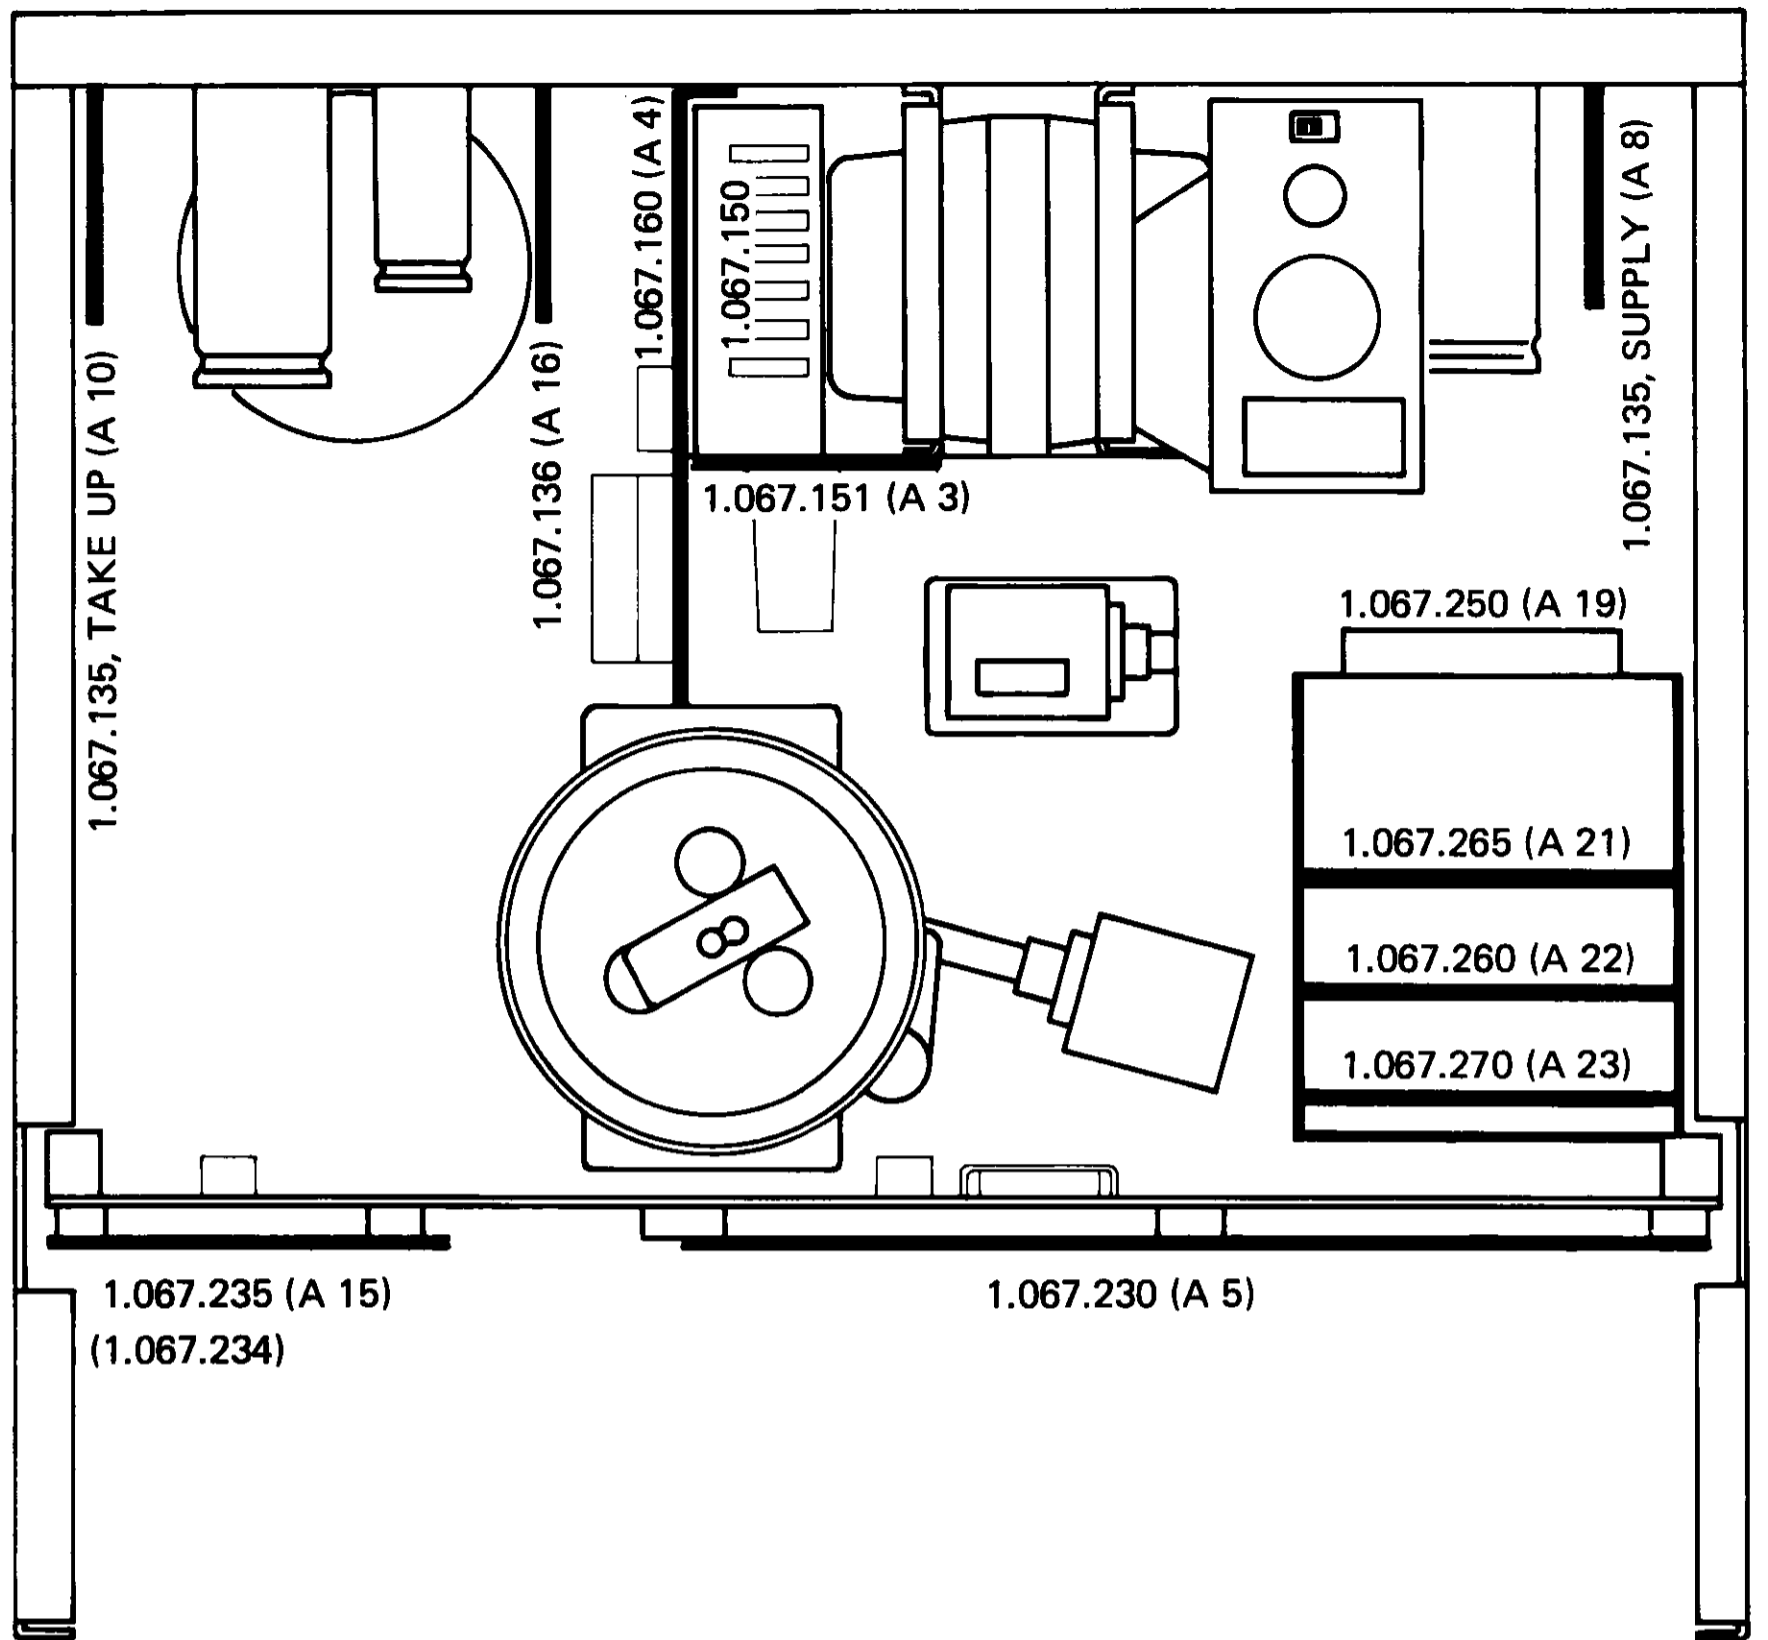 1.067.160 (A 4)
1.067.150
1.067.135, SUPPLY (A 8)
1.067.135, TAKE UP (A 10)
1.067.136 (A 16)
1.067.151 (A 3)
1.067.250 (A 19)
1.067.265 (A 21)
1.067.260 (A 22)
1.067.270 (A 23)
1.067.235 (A 15)
(1.067.234)
1.067.230 (A 5)